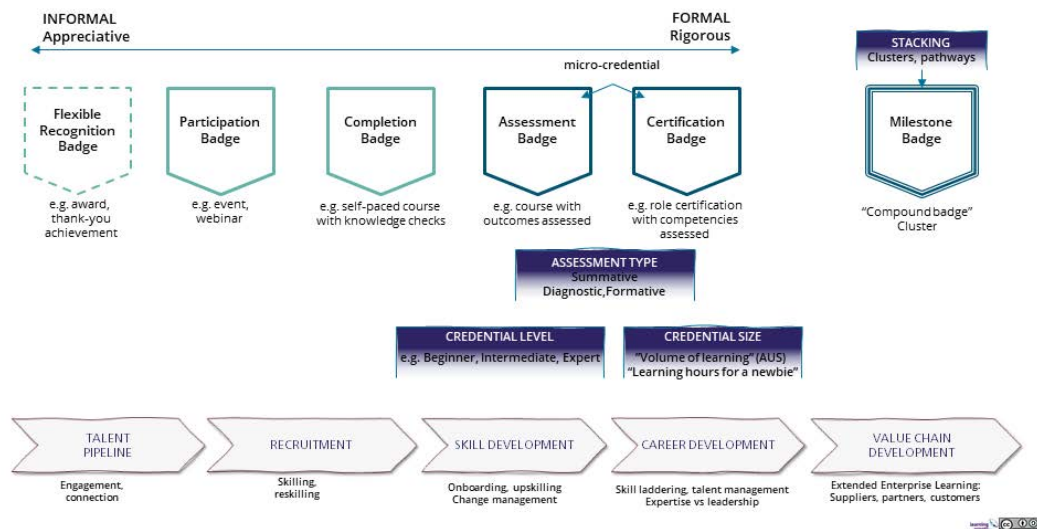 INFORMAL
Appreciative
FORMAL
Rigorous
micro-credential
STACKING
Clusters, pathways
Flexible
Recognition
Badge
Participation
Badge
Completion
Badge
Assessment
Badge
Certification
Badge
Milestone
Badge
e.g. award,
thank-you
achievement
e.g. event,
webinar
e.g. self-paced course
with knowledge checks
e.g. course with
outcomes assessed
e.g. role certification
with competencies
assessed
“Compound badge”
Cluster
ASSESSMENT TYPE
Summative
Diagnostic,Formative
CREDENTIAL LEVEL
e.g. Beginner, Intermediate, Expert
CREDENTIAL SIZE
“Volume of learning” (AUS)
“Learning hours for a newbie”
TALENT
PIPELINE
RECRUITMENT
SKILL DEVELOPMENT
CAREER DEVELOPMENT
VALUE CHAIN
DEVELOPMENT
Engagement,
connection
Skilling,
reskilling
Onboarding, upskilling
Change management
Skill laddering, talent management
Expertise vs leadership
Extended Enterprise Learning:
Suppliers, partners, customers
learning